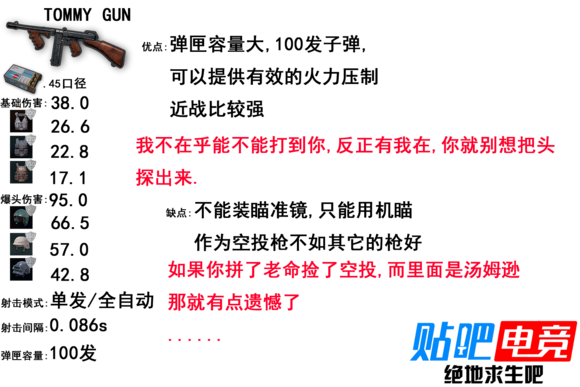 TOMMY GUN
.45口径
基础伤害:38.0
26.6
22.8
17.1
爆头伤害:95.0
66.5
57.0
42.8
射击模式:单发/全自动
射击间隔:0.086s
弹匣容量:100发
优点:弹匣容量大,100发子弹,
可以提供有效的火力压制
近战比较强
我不在乎能不能打到你,反正有我在,你就别想把头
探出来.
缺点:不能装瞄准镜,只能用机瞄
作为空投枪不如其它的枪好
如果你拼了老命捡了空投,而里面是汤姆逊
那就有点遗憾了
......
贴吧电竞
绝地求生吧